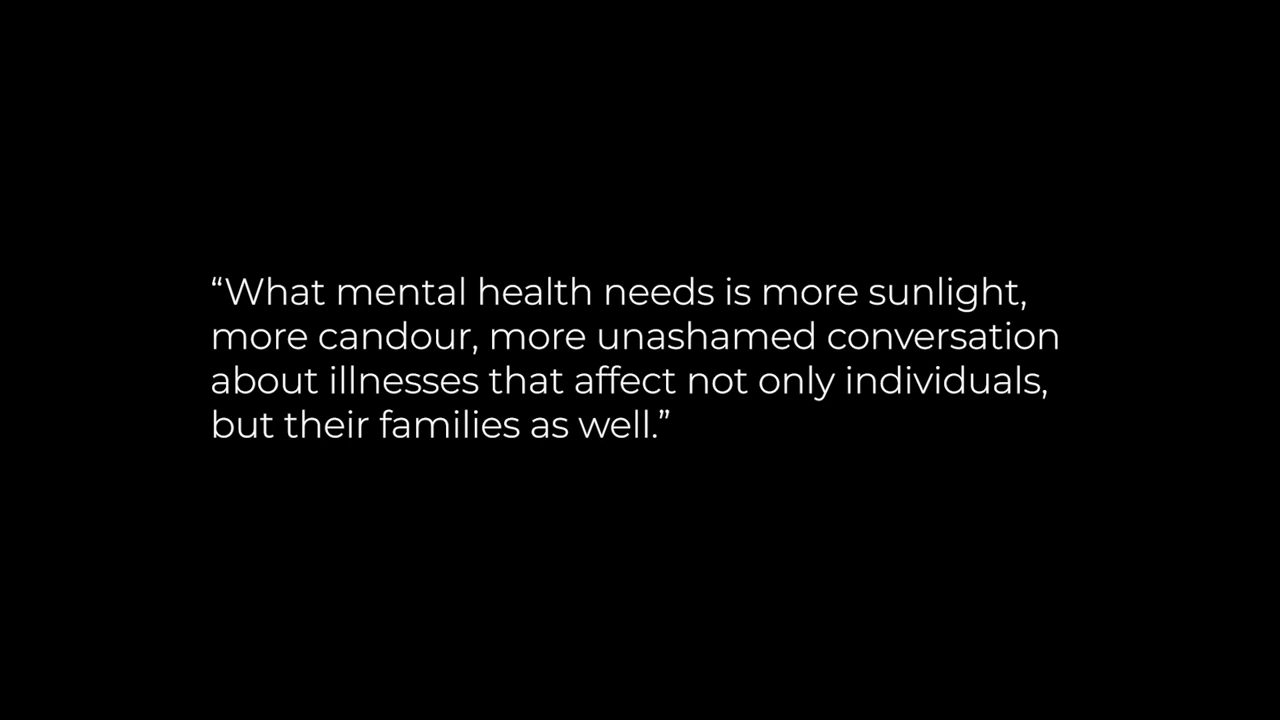 “What mental health needs is more sunlight,
more candour, more unashamed conversation
about illnesses that affect not only individuals,
but their families as well.”